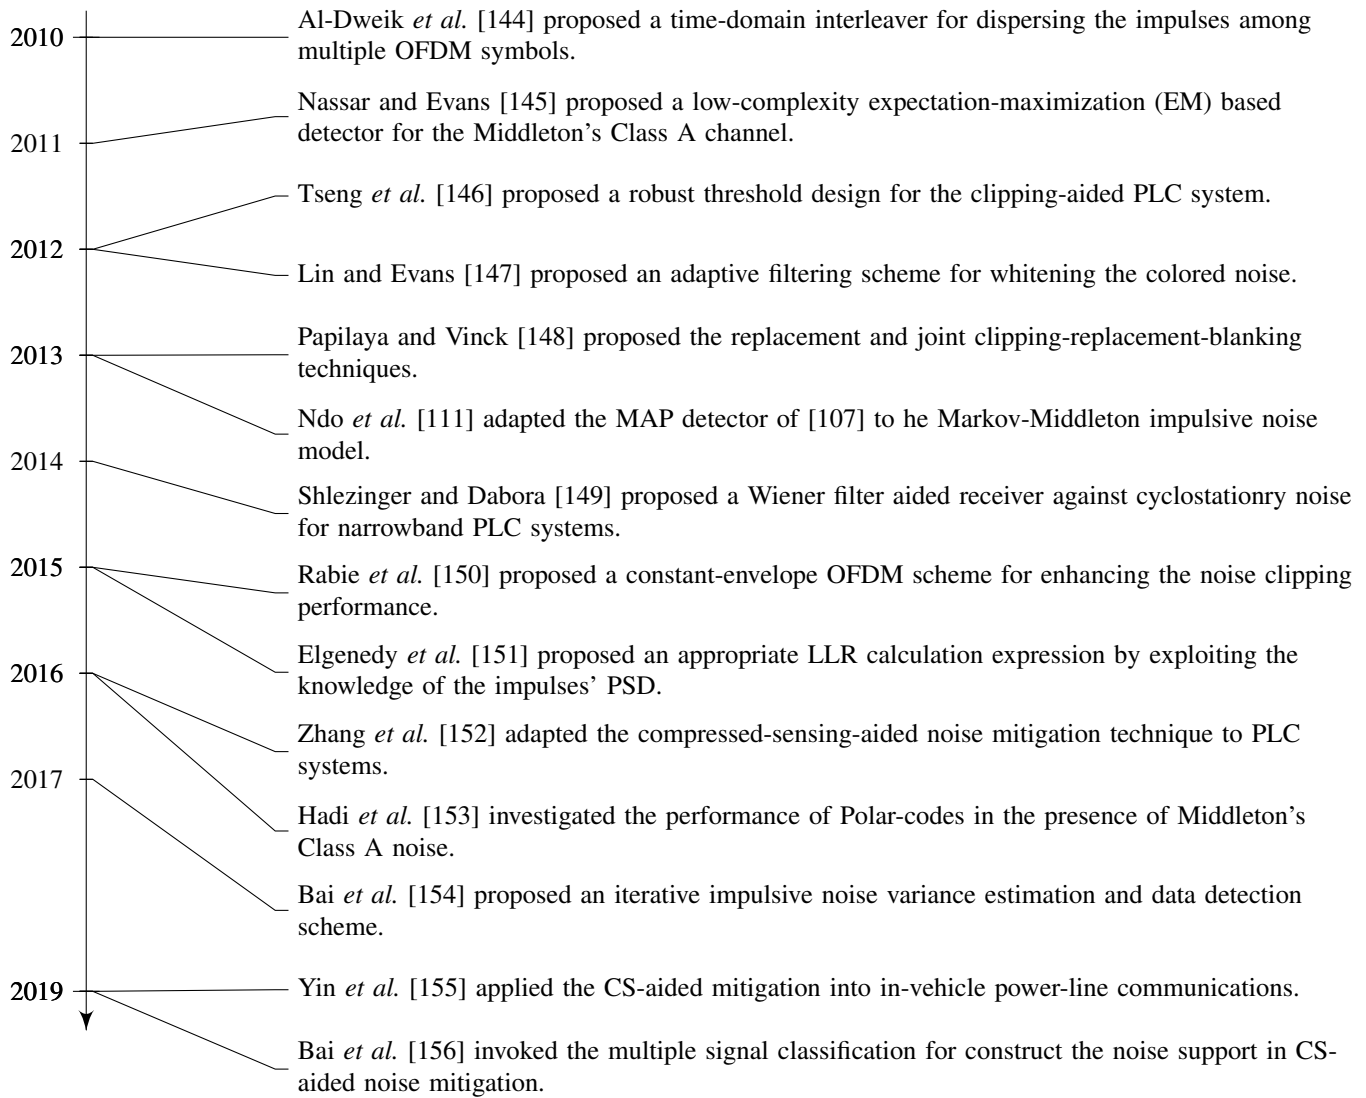 2010
Al-Dweik et al. [144] proposed a time-domain interleaver for dispersing the impulses among
multiple OFDM symbols.
2011
Nassar and Evans [145] proposed a low-complexity expectation-maximization (EM) based
detector for the Middleton's Class A channel.
2012
Tseng et al. [146] proposed a robust threshold design for the clipping-aided PLC system.
Lin and Evans [147] proposed an adaptive filtering scheme for whitening the colored noise.
2013
Papilaya and Vinck [148] proposed the replacement and joint clipping-replacement-blanking
techniques.
Ndo et al. [111] adapted the MAP detector of [107] to he Markov-Middleton impulsive noise
model.
2014
Shlezinger and Dabora [149] proposed a Wiener filter aided receiver against cyclostationry noise
for narrowband PLC systems.
2015
Rabie et al. [150] proposed a constant-envelope OFDM scheme for enhancing the noise clipping
performance.
Elgenedy et al. [151] proposed an appropriate LLR calculation expression by exploiting the
knowledge of the impulses' PSD.
2016
Zhang et al. [152] adapted the compressed-sensing-aided noise mitigation technique to PLC
systems.
Hadi et al. [153] investigated the performance of Polar-codes in the presence of Middleton's
Class A noise.
2017
Bai et al. [154] proposed an iterative impulsive noise variance estimation and data detection
scheme.
2019
Yin et al. [155] applied the CS-aided mitigation into in-vehicle power-line communications.
Bai et al. [156] invoked the multiple signal classification for construct the noise support in CS-
aided noise mitigation.